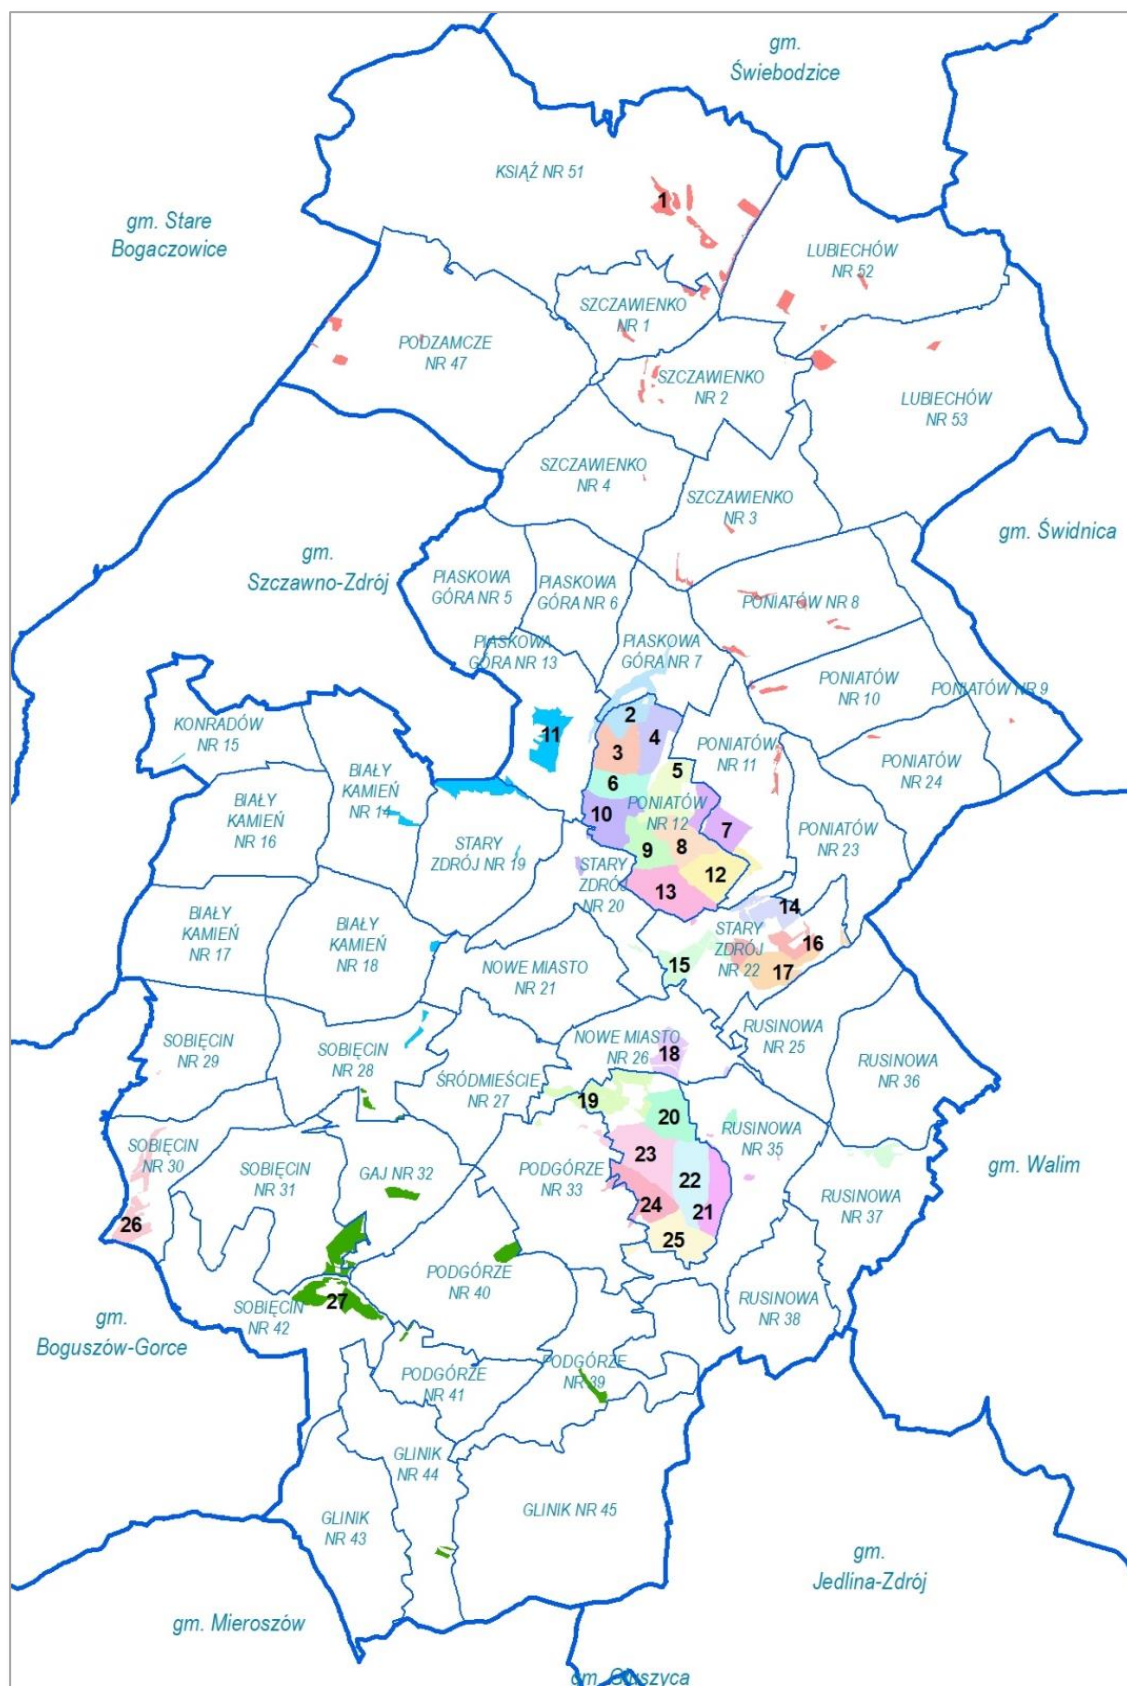 gm.
Świebodzice
KSIĄŻ NR 51
1
gm. Stare
Bogaczowice
LUBIECHÓW
NR 52
SZCZAWIENKO
NR 1
PODZAMCZE
NR 47
SZCZAWIENKO
NR 2
LUBIECHÓW
NR 53
SZCZAWIENKO
NR 4
SZCZAWIENKO
NR 3
gm. Świdnica
gm.
Szczawno-Zdrój
PIASKOWA
GÓRA NR 5
PIASKOWA
GÓRA NR 6
PONIATÓW NR 8
PIASKOWA
GÓRA NR 13
PIASKOWA
GÓRA NR 7
PONIATÓW
NR 10
PONIATÓW NR 9
KONRADÓW
NR 15
11
2
3
4
PONIATÓW
NR 11
PONIATÓW
NR 24
BIAŁY
KAMIEŃ
NR 14
5
6
BIAŁY
KAMIEŃ
NR 16
10
PONIATÓW
NR 12
7
PONIATÓW
NR 23
STARY
ZDRÓJ NR 19
9
8
12
STARY
ZDRÓJ
NR 20
13
14
BIAŁY
KAMIEŃ
NR 17
BIAŁY
KAMIEŃ
NR 18
STARY
ZDRÓJ
NR 22
16
15
17
NOWE MIASTO
NR 21
SOBIĘCIN
NR 29
SOBIĘCIN
NR 28
NOWE MIASTO
NR 26
18
RUSINOWA
NR 25
RUSINOWA
NR 36
ŚRÓDMIEŚCIE
NR 27
19
20
RUSINOWA
NR 35
SOBIĘCIN
NR 30
SOBIĘCIN
NR 31
GAJ NR 32
PODGÓRZE
NR 33
23
22
24
21
25
gm. Walim
RUSINOWA
NR 37
26
PODGÓRZE
NR 40
27
SOBIĘCIN
NR 42
RUSINOWA
NR 38
gm.
Boguszów-Gorce
PODGÓRZE
NR 41
PODGÓRZE
NR 39
GLINIK
NR 44
GLINIK
NR 43
GLINIK NR 45
gm.
Jedlina-Zdrój
gm. Mieroszów
gm. Głuszyca